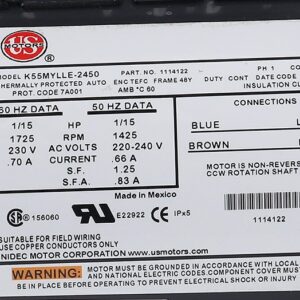 US
MOTORS
MODEL K55MYLLE-2450 PART NO. 1114122 PH 1
THERMALLY PROTECTED AUTO ENC TEFC FRAME 48Y DUTY CONT DATE CODE
PROT. CODE 7A001 AMB °C 60 INSULATION CL
60 HZ DATA 50 HZ DATA CONNECTIONS
1/15 HP 1/15
1725 RPM 1425 BLUE
230 V AC VOLTS 220-240 V
.70 A CURRENT .66 A BROWN
S.F. 1.25 MOTOR IS NON-REVERS
S.F.A. .83 A CCW ROTATION SHAFT
Made in Mexico
156060 E22922 IPx5 1114122
SUITABLE FOR FIELD WIRING
USE COPPER CONDUCTORS ONLY
NIDEC MOTOR CORPORATION www.usmotors.com
WARNING: MOTOR MUST BE GROUNDED IN ACCORDANCE WITH LOCAL
AND NATIONAL ELECTRICAL CODES COMPONENT COVER MUST
BE IN PLACE TO PREVENT ELECTRICAL SHOCK OR INJURY